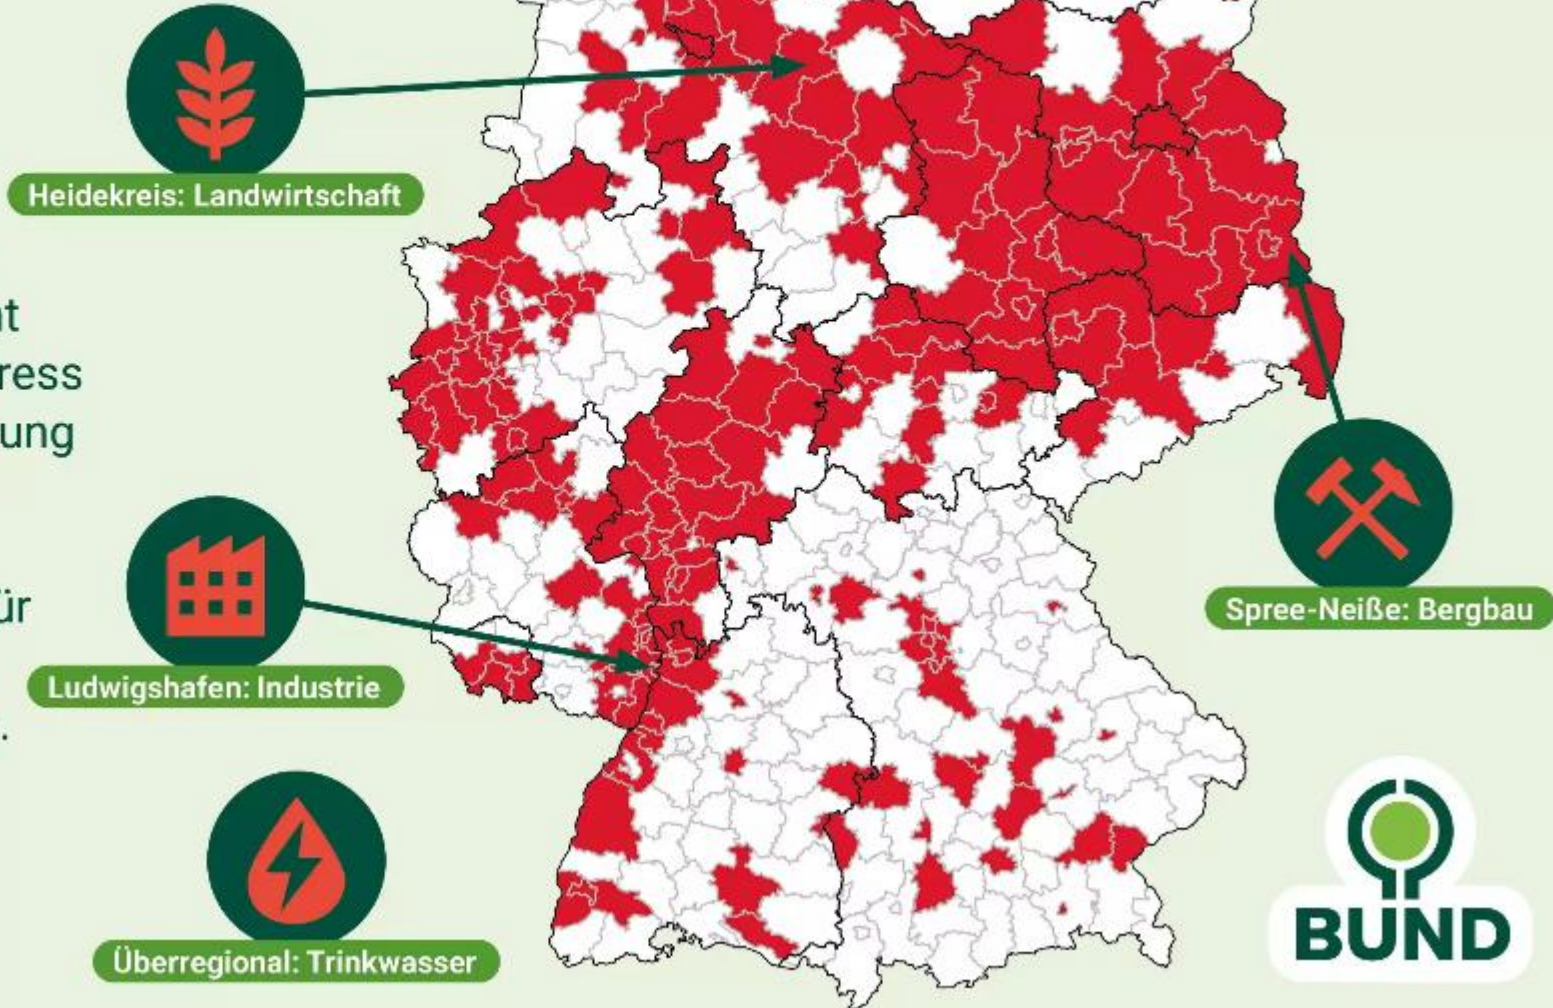 Heidekreis: Landwirtschaft
Ludwigshafen: Industrie
Spree-Neiße: Bergbau
Überregional: Trinkwasser
BUND